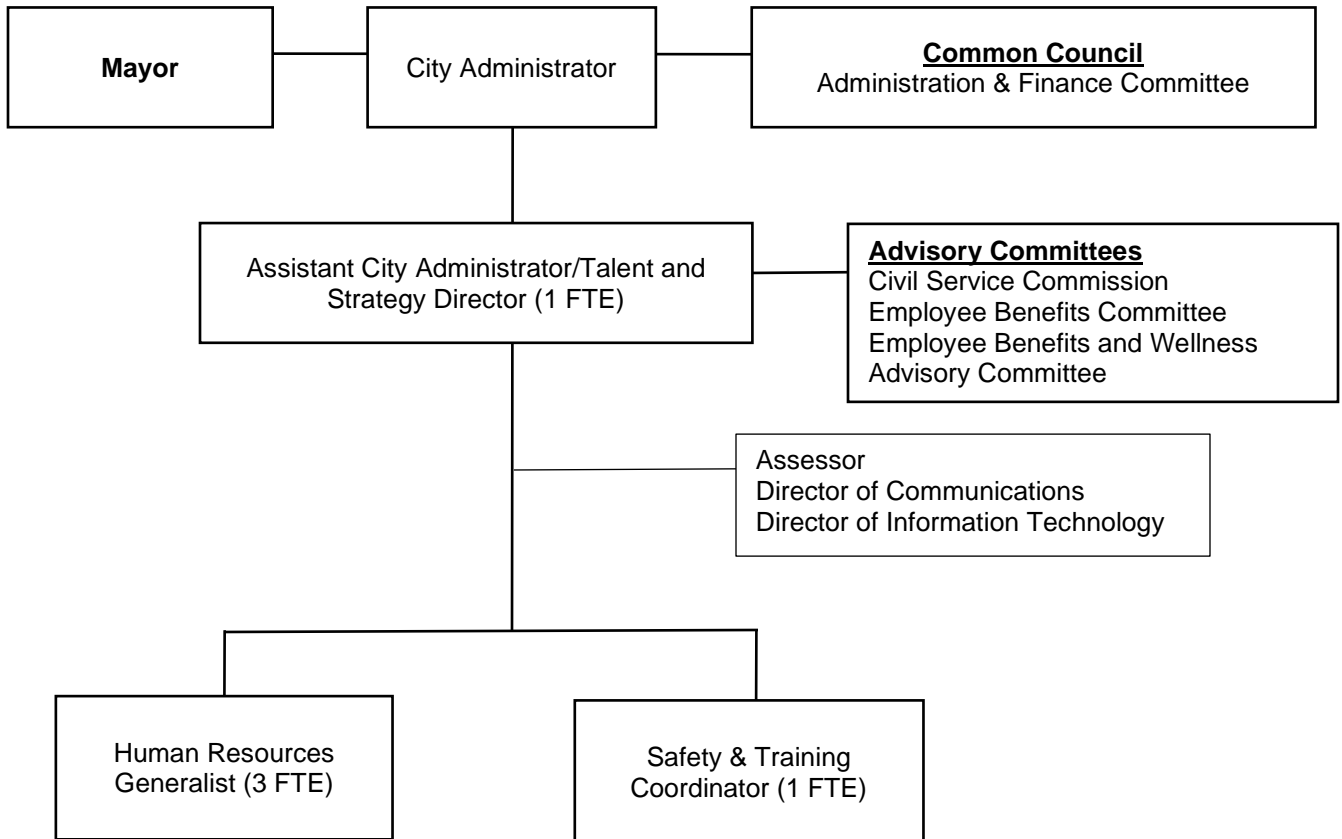 Mayor
City Administrator
Common Council
Administration & Finance Committee
Assistant City Administrator/Talent and
Strategy Director (1 FTE)
Advisory Committees
Civil Service Commission
Employee Benefits Committee
Employee Benefits and Wellness
Advisory Committee
Assessor
Director of Communications
Director of Information Technology
Human Resources
Generalist (3 FTE)
Safety & Training
Coordinator (1 FTE)